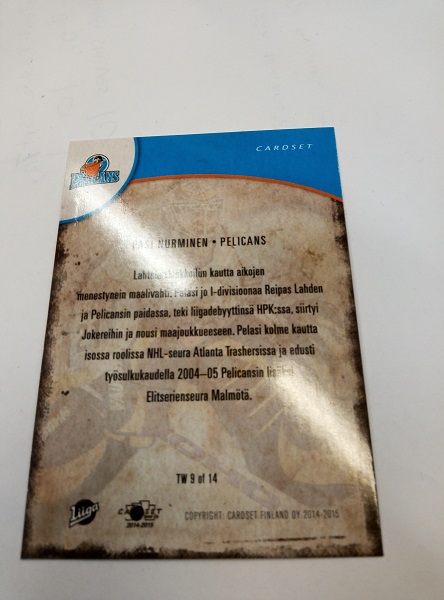 CARDSET
PELICANS
PASI NURMINEN • PELICANS
kautta aikojen
menestynein maalivahti. Pelasi jo I-divisioonaa Reipas Lahden
ja Pelicansin paidassa, teki liigadebyyttinsä HPK:ssa, siirtyi
Jokereihin ja nousi maajoukkueeseen. Pelasi kolme kautta
isossa roolissa NHL-seura Atlanta Trashersissa ja edusti
työsulkukaudella 2004–05 Pelicansin lisäksi
Elitserienseura Malmötä.
TW 9 of 14
Liiga
CARDSET
2014-2015
COPYRIGHT: CARDSET FINLAND OY 2014-2015